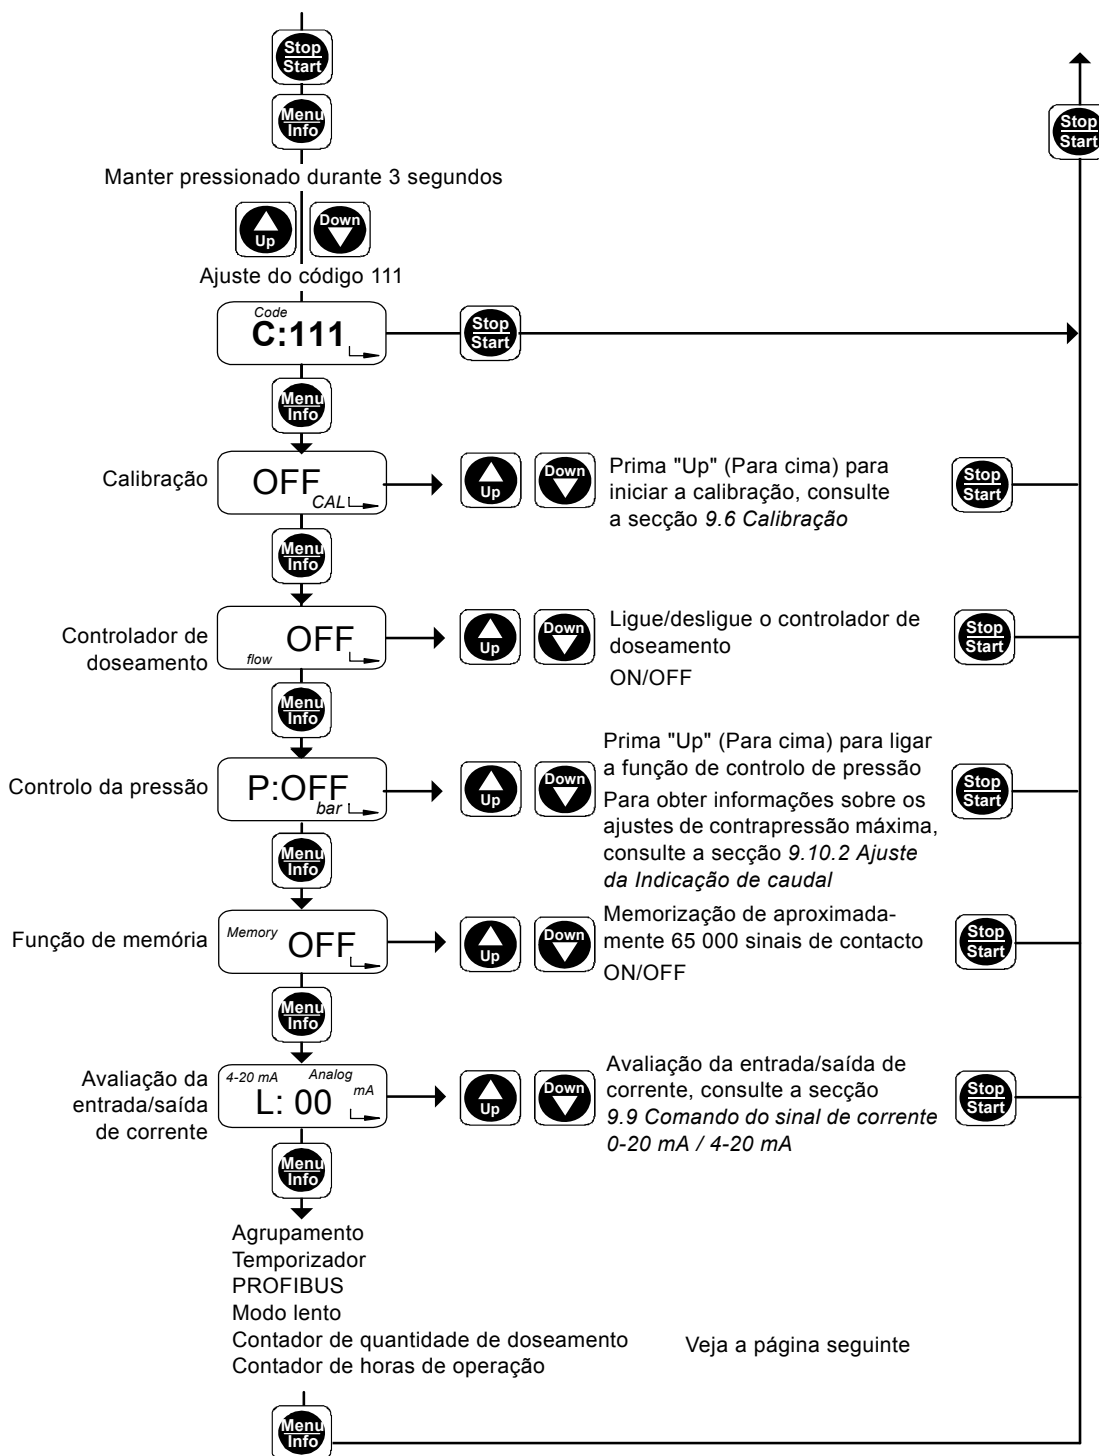 Stop
Start
Menu
Info
Stop
Start
Manter pressionado durante 3 segundos
Up
Down
Ajuste do código 111
Code
C:111
Stop
Start
Menu
Info
Calibração
OFF
CAL
Up
Down
Prima "Up" (Para cima) para
iniciar a calibração, consulte
a secção 9.6 Calibração
Stop
Start
Menu
Info
Controlador de
doseamento
OFF
flow
Up
Down
Ligue/desligue o controlador de
doseamento
ON/OFF
Stop
Start
Menu
Info
Controlo da pressão
P:OFF
bar
Up
Down
Prima "Up" (Para cima) para ligar
a função de controlo de pressão
Para obter informações sobre os
ajustes de contrapressão máxima,
consulte a secção 9.10.2 Ajuste
da Indicação de caudal
Stop
Start
Menu
Info
Função de memória
Memory
OFF
Up
Down
Memorização de aproximada-
mente 65 000 sinais de contacto
ON/OFF
Stop
Start
Menu
Info
Avaliação da
entrada/saída
de corrente
4-20 mA
Analog
mA
L: 00
Up
Down
Avaliação da entrada/saída de
corrente, consulte a secção
9.9 Comando do sinal de corrente
0-20 mA / 4-20 mA
Stop
Start
Menu
Info
Agrupamento
Temporizador
PROFIBUS
Modo lento
Contador de quantidade de doseamento
Contador de horas de operação
Veja a página seguinte
Menu
Info